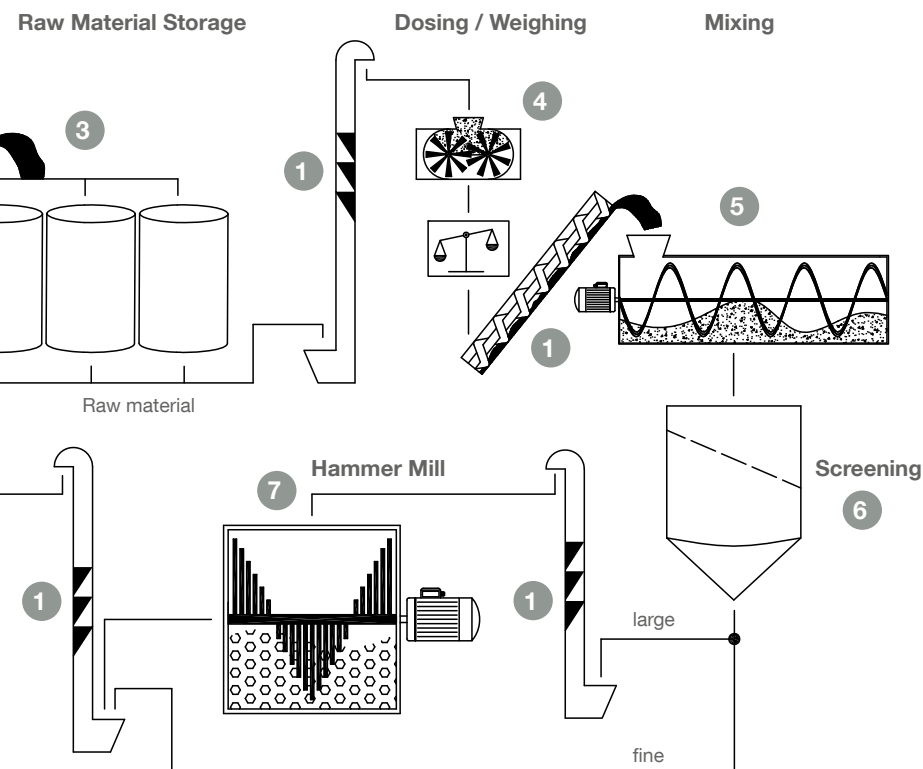 Raw Material Storage
Dosing / Weighing
Mixing
3
4
1
5
1
Raw material
Hammer Mill
7
Screening
6
1
1
large
fine